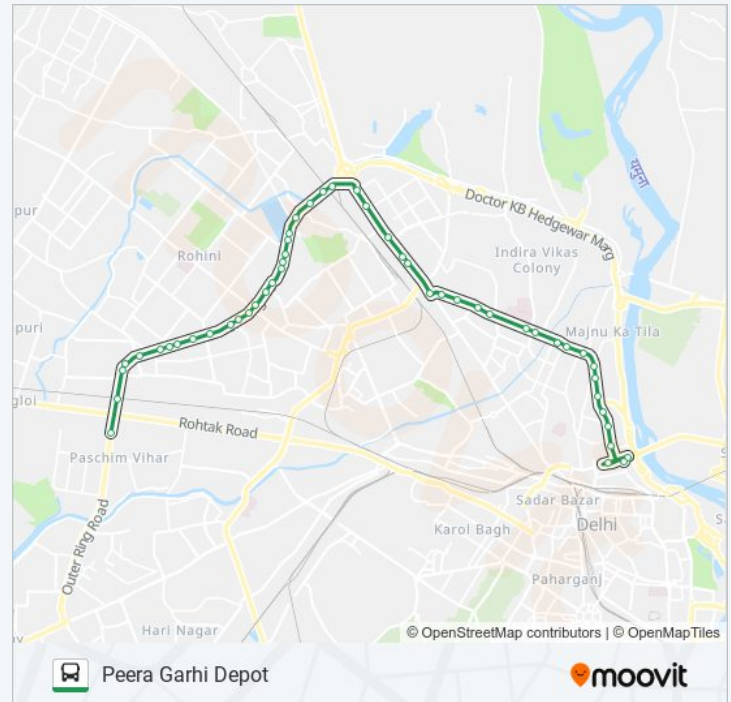 Doctor KB Hedgewar Marg
यमुना
pur
Rohini
Indira Vikas
Colony
puri
Majnu Ka Tila
gloi
Rohtak Road
Paschim Vihar
Sadar Bazar
Delhi
Karol Bagh
Outer Ring Road
Paharganj
Hari Nagar
© OpenStreetMap contributors | © OpenMapTiles
Peera Garhi Depot
moovit